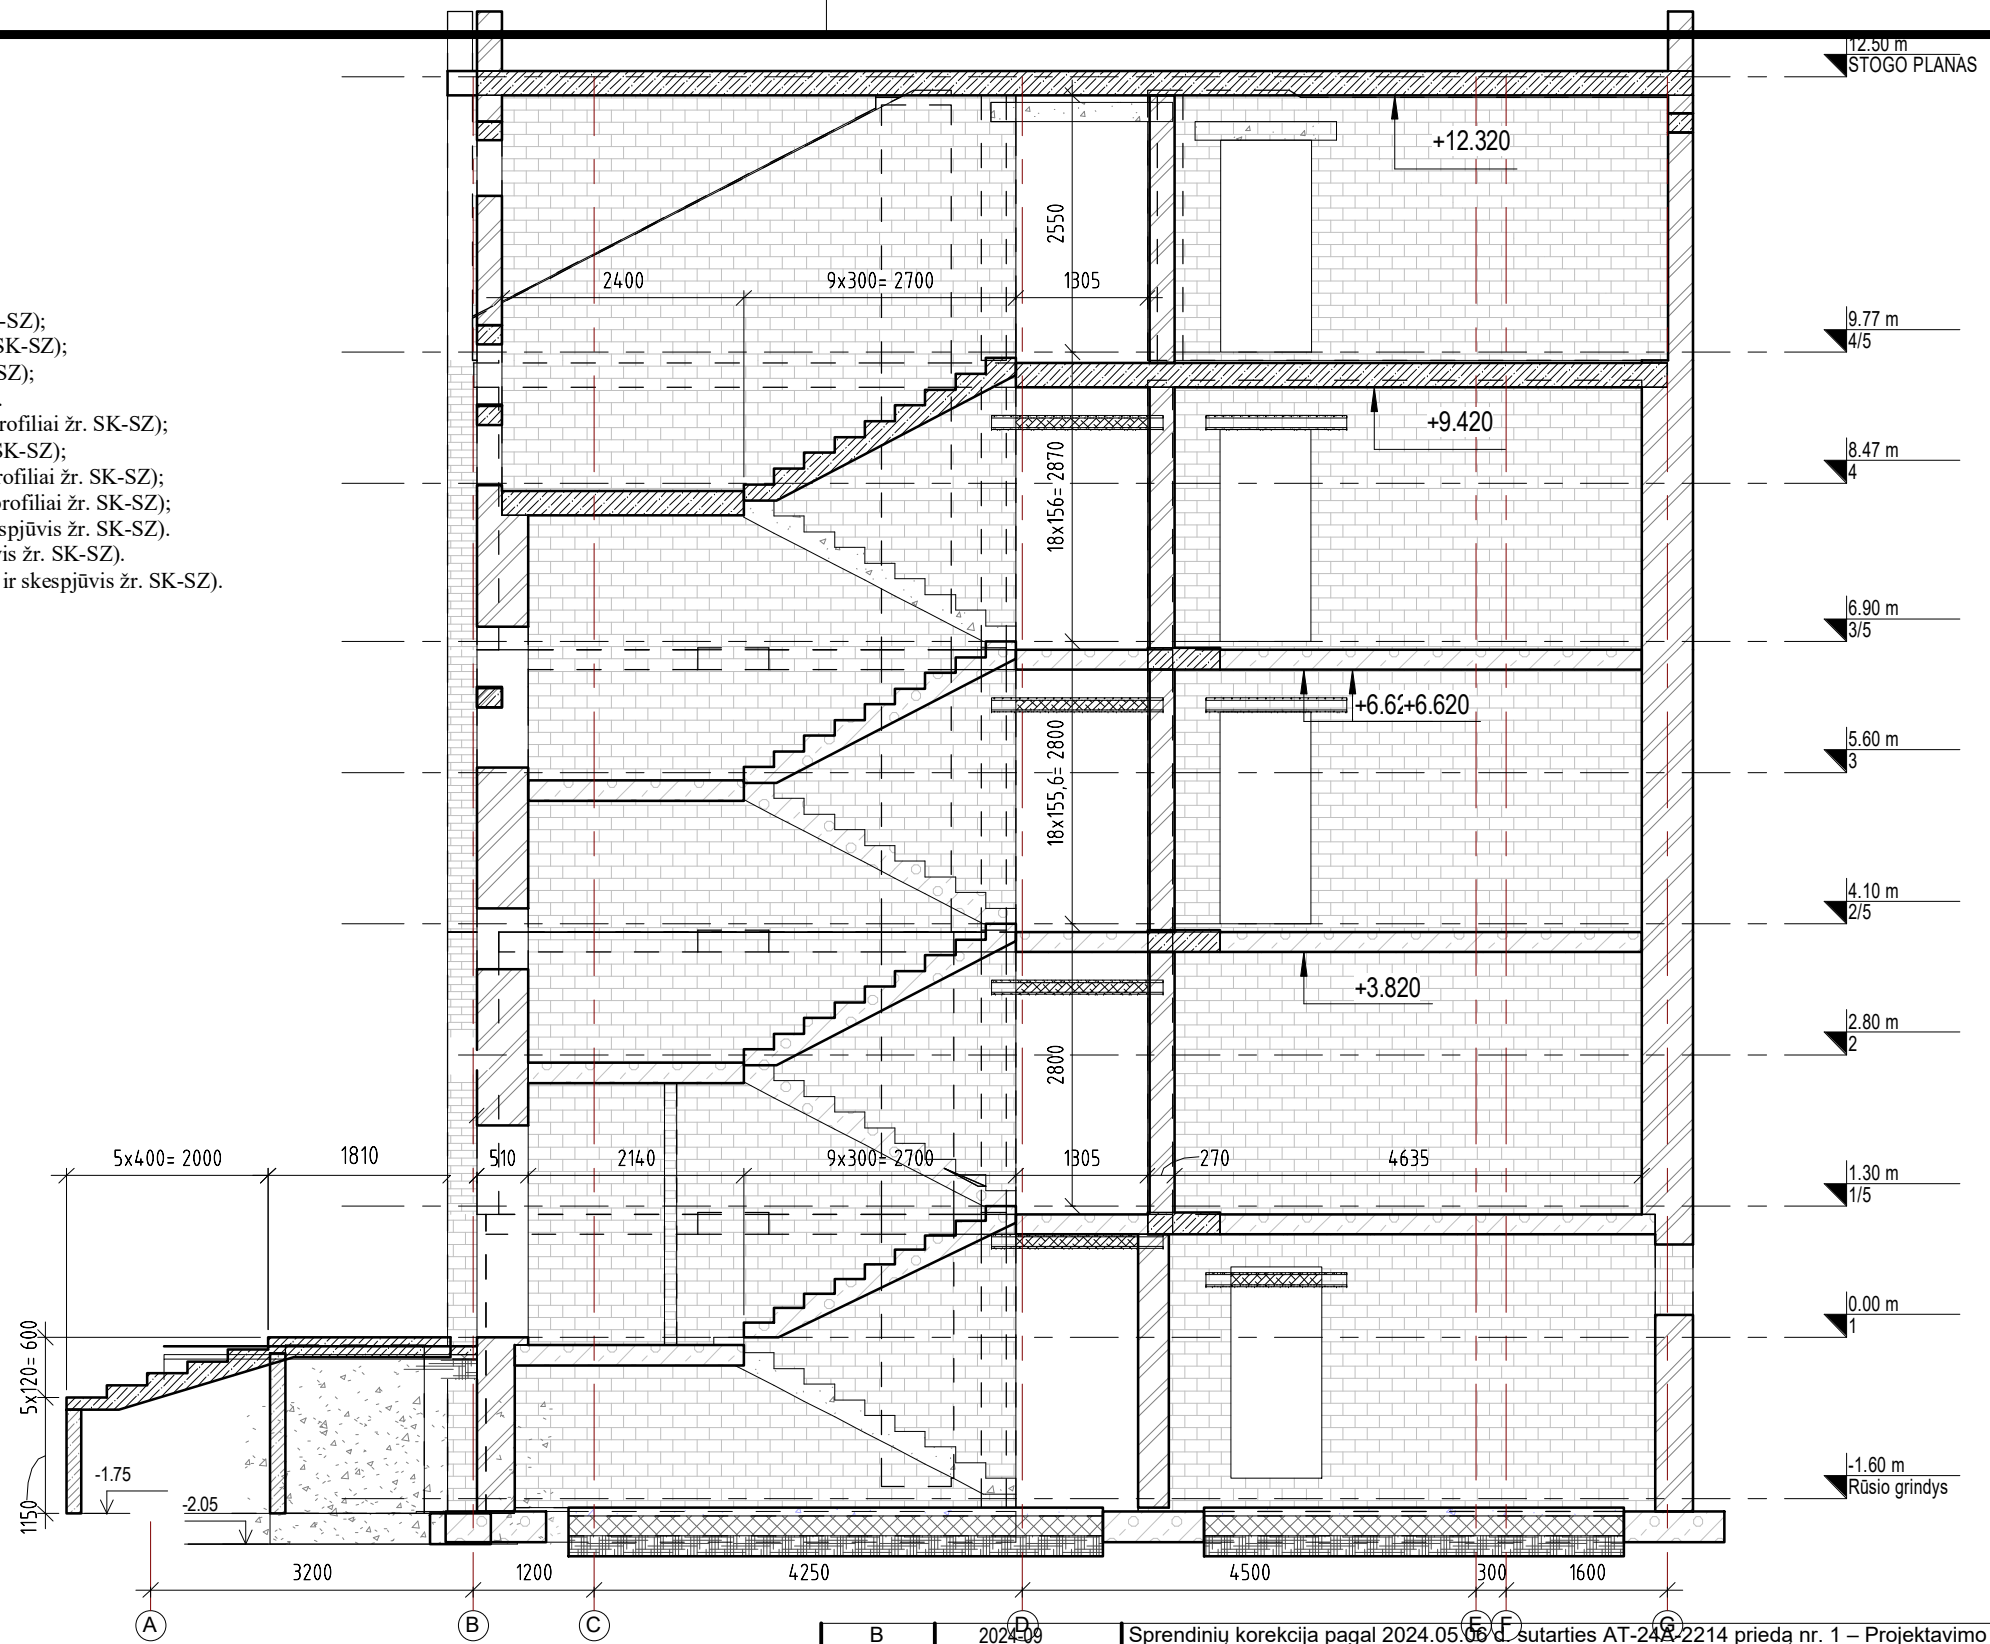 12.50 m
STOGO PLANAS
+12.320
2550
2400
9x300= 2700
1305
9.77 m
4/5
-SZ);
SK-SZ);
SZ);
.
rofiliai žr. SK-SZ);
SK-SZ);
rofiliai žr. SK-SZ);
profiliai žr. SK-SZ);
spjūvis žr. SK-SZ).
vis žr. SK-SZ).
ir skespjūvis žr. SK-SZ).
+9.420
8.47 m
4
18x156= 2870
6.90 m
3/5
+6.62
+6.620
5.60 m
3
18x155,6= 2800
4.10 m
2/5
+3.820
2.80 m
2
2800
5x400= 2000
1810
510
2140
9x300= 2700
1305
270
4635
1.30 m
1/5
0.00 m
1
5x120= 600
-1.75
-2.05
1150
-1.60 m
Rūsio grindys
3200
1200
4250
4500
300
1600
A
B
C
D
E
F
G
B
2024-09
Sprendinių korekcija pagal 2024.05.06 d. sutarties AT-24A-2214 priedą nr. 1 – Projektavimo